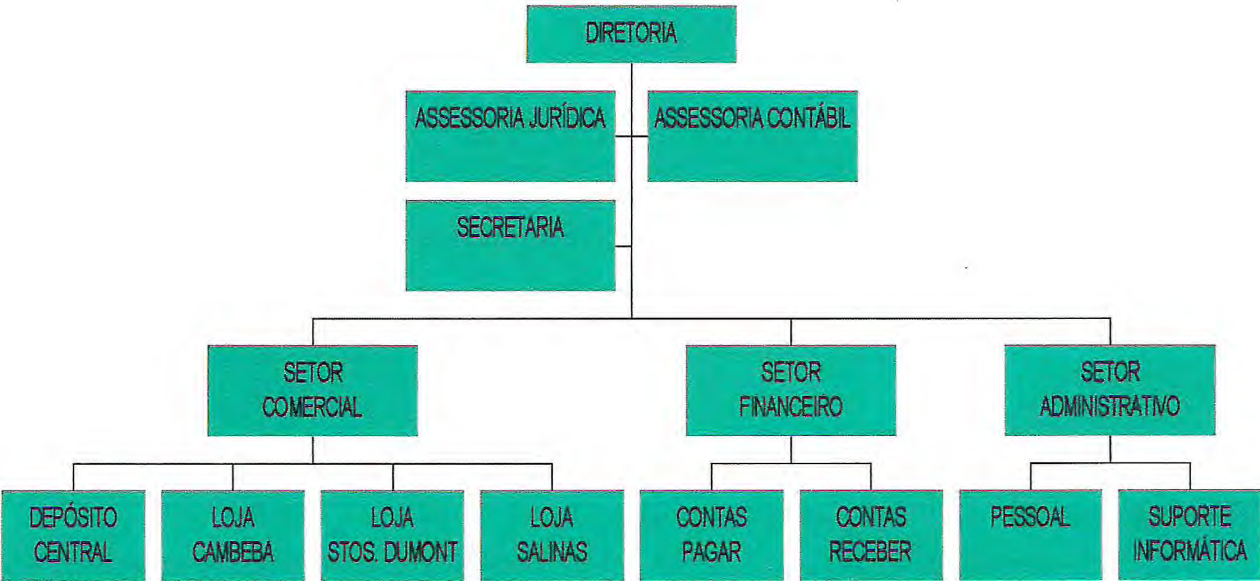 DIRETORIA
ASSESSORIA JURÍDICA
ASSESSORIA CONTÁBIL
SECRETARIA
SETOR
COMERCIAL
SETOR
FINANCEIRO
SETOR
ADMINISTRATIVO
DEPÓSITO
CENTRAL
LOJA
CAMBEBA
LOJA
STOS. DUMONT
LOJA
SALINAS
CONTAS
PAGAR
CONTAS
RECEBER
PESSOAL
SUPORTE
INFORMÁTICA